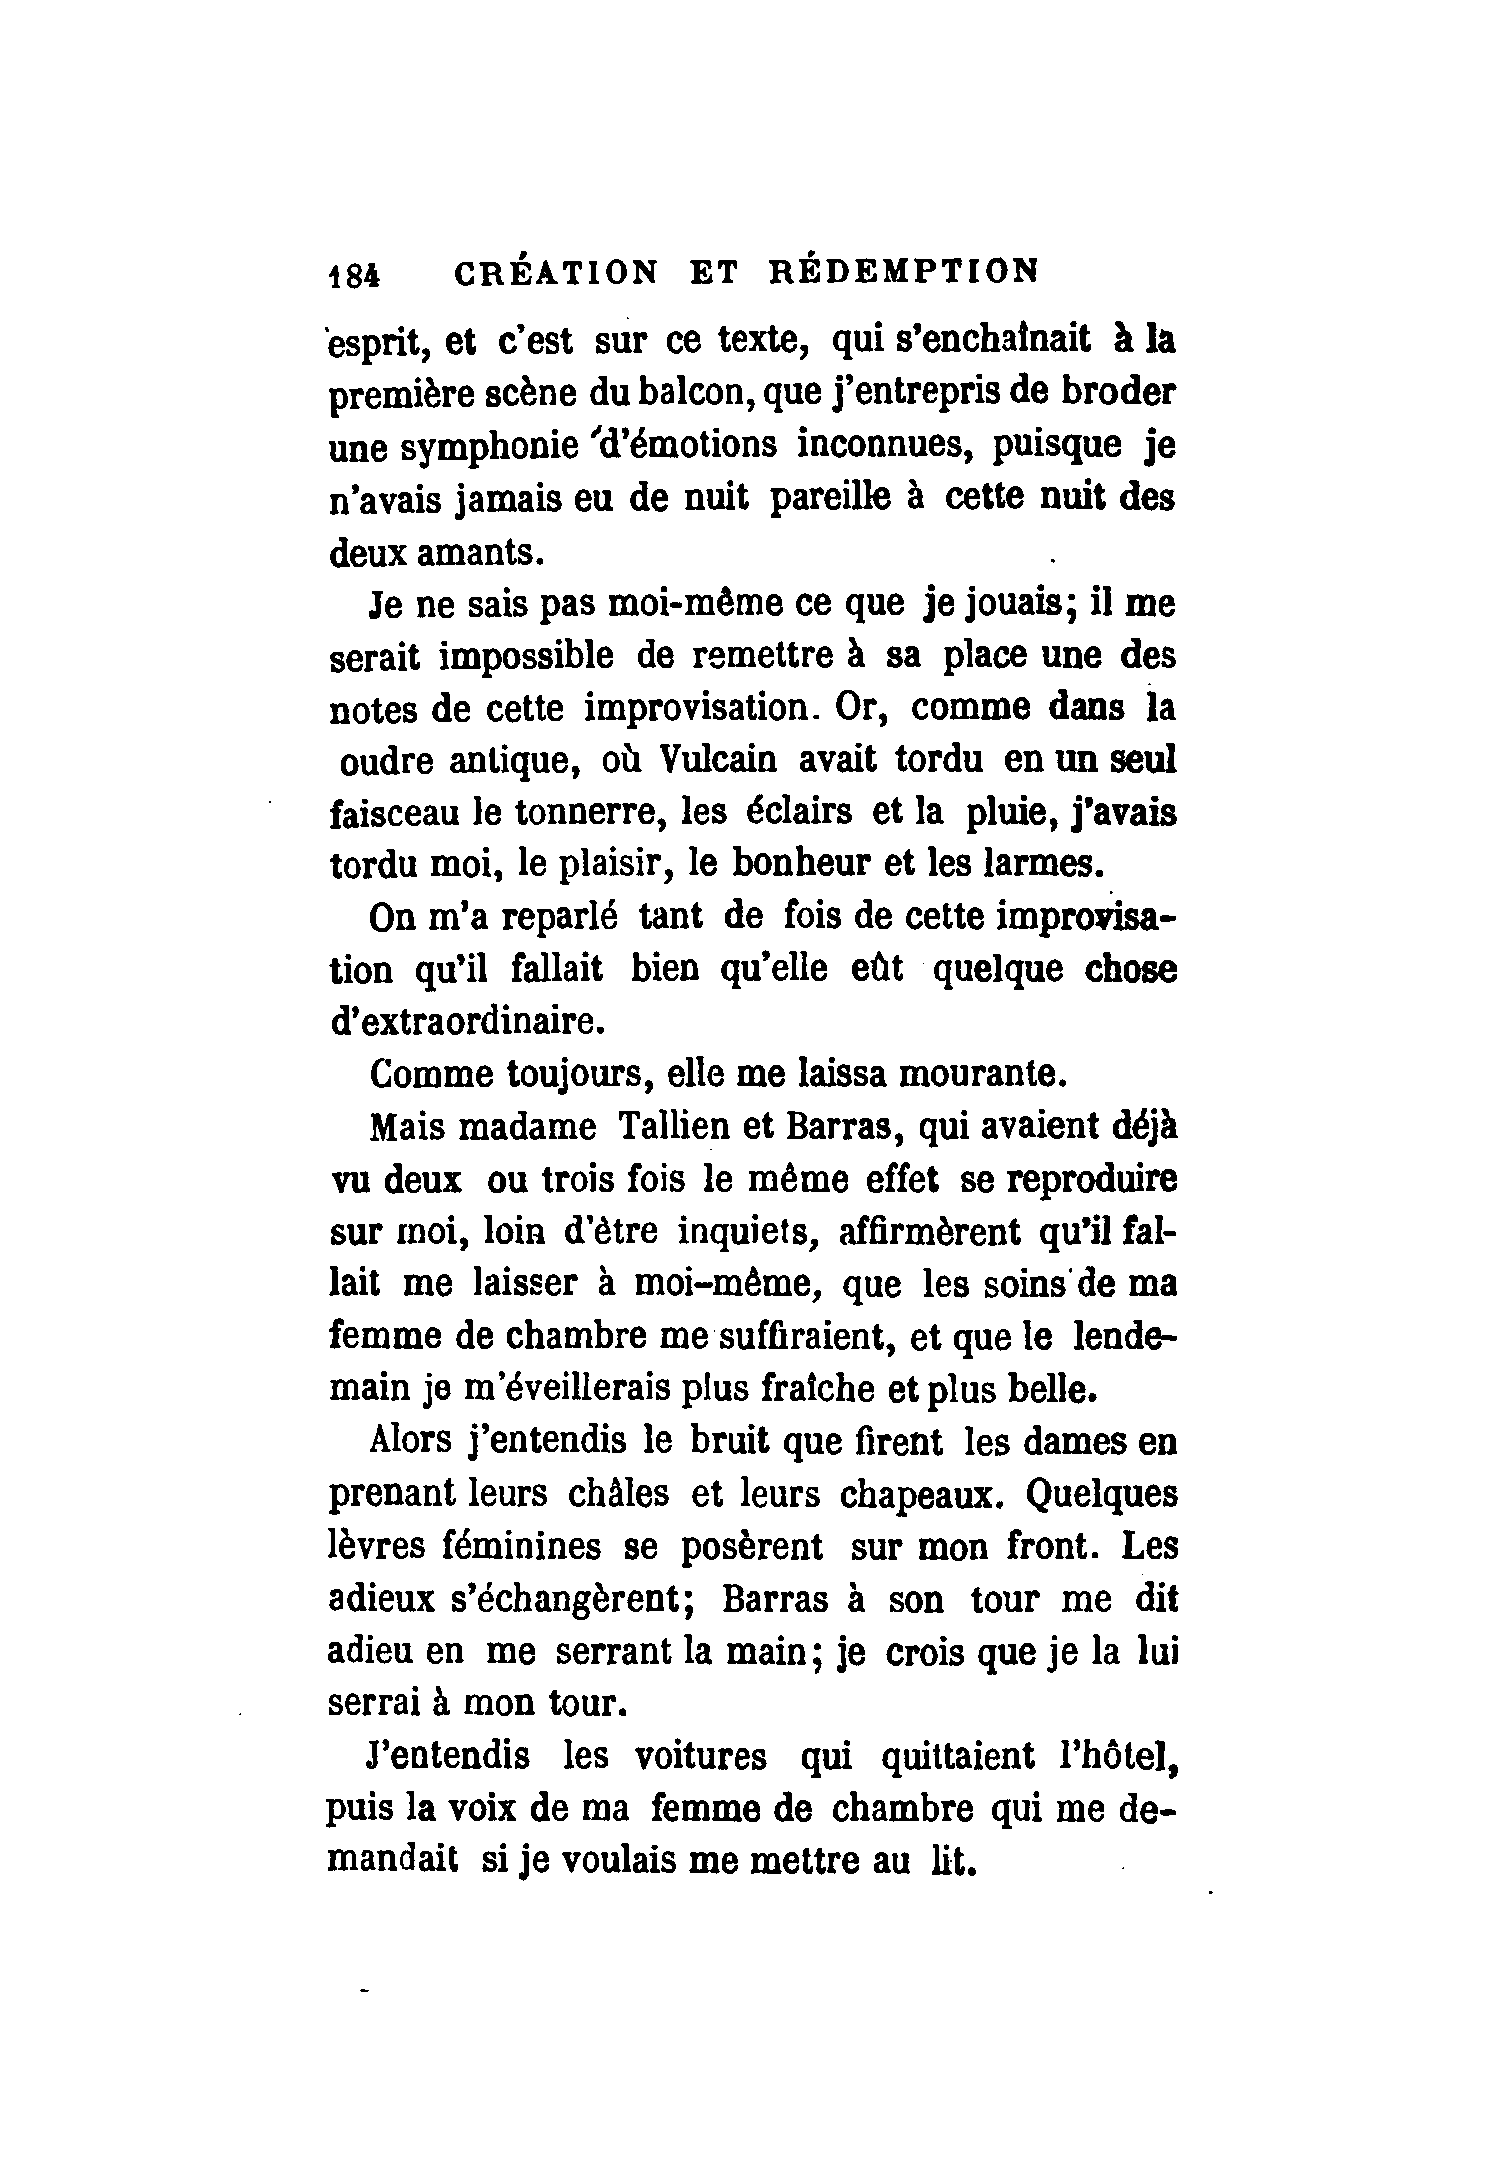 184 CRÉATION ET RÉDEMPTION
esprit, et c'est sur ce texte, qui s'enchaînait à la
première scène du balcon, que j'entrepris de broder
une symphonie d'émotions inconnues, puisque je
n'avais jamais eu de nuit pareille à cette nuit des
deux amants.
Je ne sais pas moi-même ce que je jouais; il me
serait impossible de remettre à sa place une des
notes de cette improvisation. Or, comme dans la
oudre antique, où Vulcain avait tordu en un seul
faisceau le tonnerre, les éclairs et la pluie, j'avais
tordu moi, le plaisir, le bonheur et les larmes.
On m'a reparlé tant de fois de cette improvisa-
tion qu'il fallait bien qu'elle eût quelque chose
d'extraordinaire.
Comme toujours, elle me laissa mourante.
Mais madame Tallien et Barras, qui avaient déjà
vu deux ou trois fois le même effet se reproduire
sur moi, loin d'être inquiets, affirmèrent qu'il fal-
lait me laisser à moi-même, que les soins de ma
femme de chambre me suffiraient, et que le lende-
main je m'éveillerais plus fraîche et plus belle.
Alors j'entendis le bruit que firent les dames en
prenant leurs châles et leurs chapeaux. Quelques
lèvres féminines se posèrent sur mon front. Les
adieux s'échangèrent; Barras à son tour me dit
adieu en me serrant la main; je crois que je la lui
serrai à mon tour.
J'entendis les voitures qui quittaient l'hôtel,
puis la voix de ma femme de chambre qui me de-
mandait si je voulais me mettre au lit.